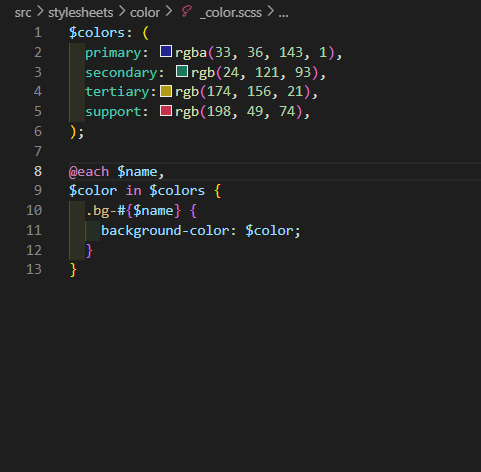 src > stylesheets > color > _color.scss > ...
1 $colors: (
2 primary: rgba(33, 36, 143, 1),
3 secondary: rgb(24, 121, 93),
4 tertiary: rgb(174, 156, 21),
5 support: rgb(198, 49, 74),
6 );
7
8 @each $name,
9 $color in $colors {
10 .bg-#{$name} {
11 background-color: $color;
12 }
13 }